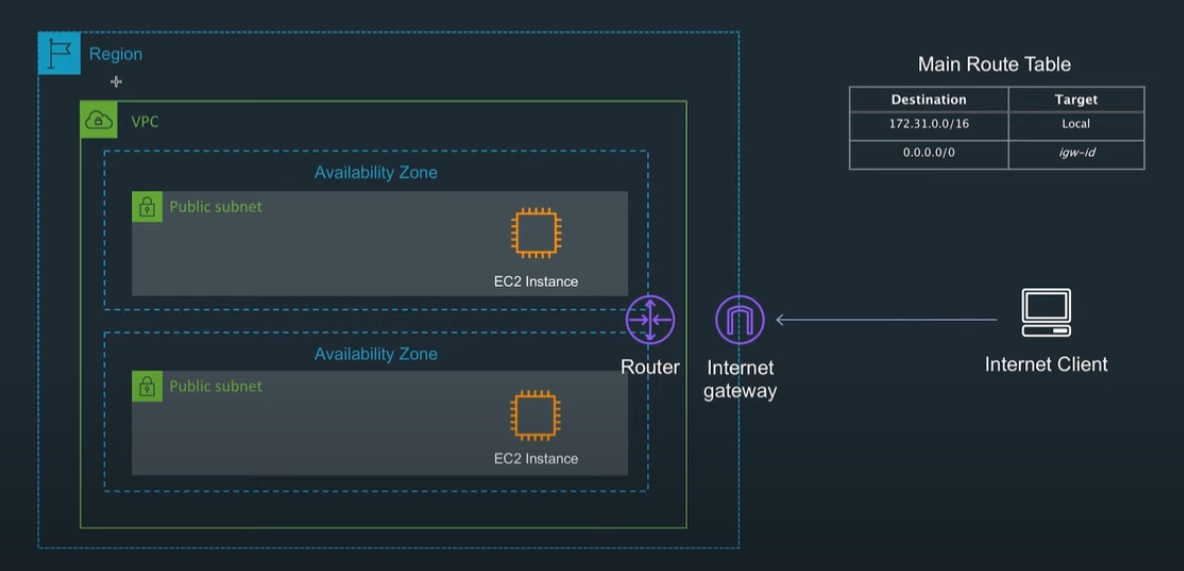 Region
VPC
Availability Zone
Public subnet
EC2 Instance
Availability Zone
Public subnet
EC2 Instance
Router
Internet
gateway
Internet Client
Main Route Table
Destination Target
172.31.0.0/16 Local
0.0.0.0/0 igw-id